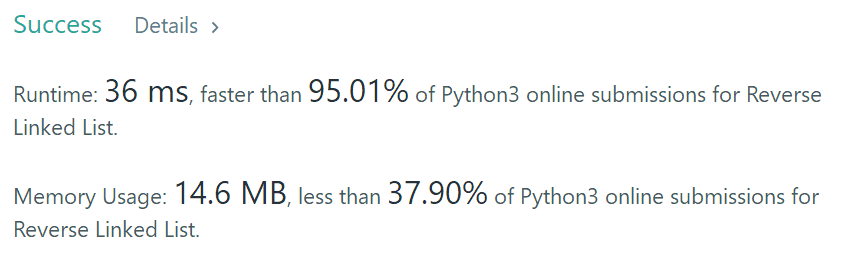 Success Details >
Runtime: 36 ms, faster than 95.01% of Python3 online submissions for Reverse
Linked List.
Memory Usage: 14.6 MB, less than 37.90% of Python3 online submissions for
Reverse Linked List.